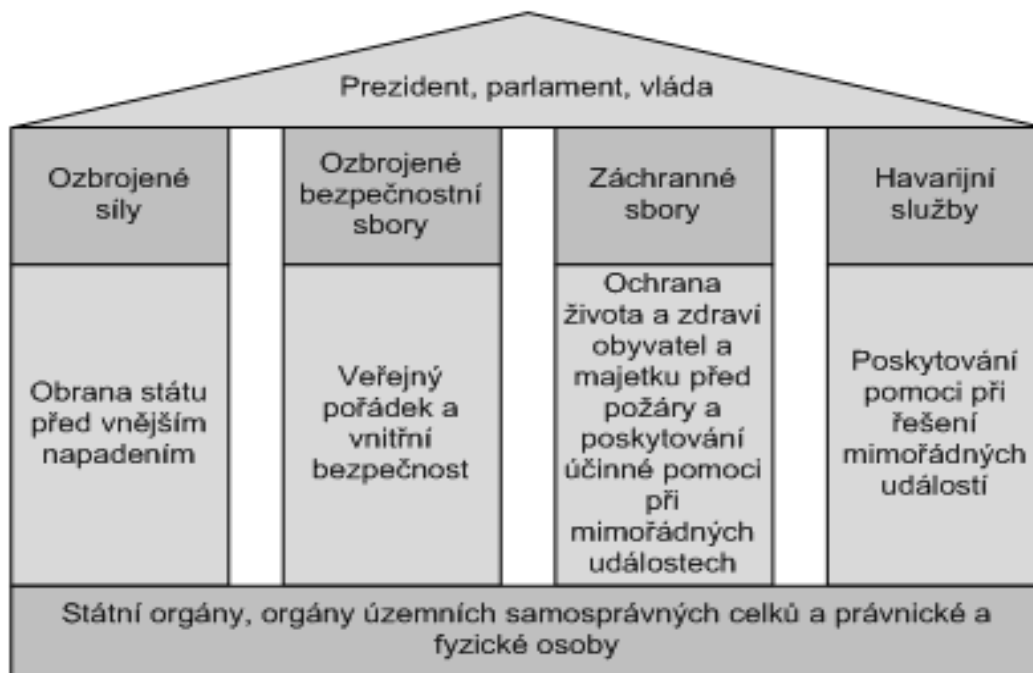 Prezident, parlament, vláda
Ozbrojené
síly
Ozbrojené
bezpečnostní
sbory
Záchranné
sbory
Havarijní
služby
Obrana státu
před vnějším
napadením
Veřejný
pořádek a
vnitřní
bezpečnost
Ochrana
života a zdraví
obyvatel a
majetku před
požáry a
poskytování
účinné pomoci
při
mimořádných
událostech
Poskytování
pomoci při
řešení
mimořádných
událostí
Státní orgány, orgány územních samosprávných celků a právnické a
fyzické osoby